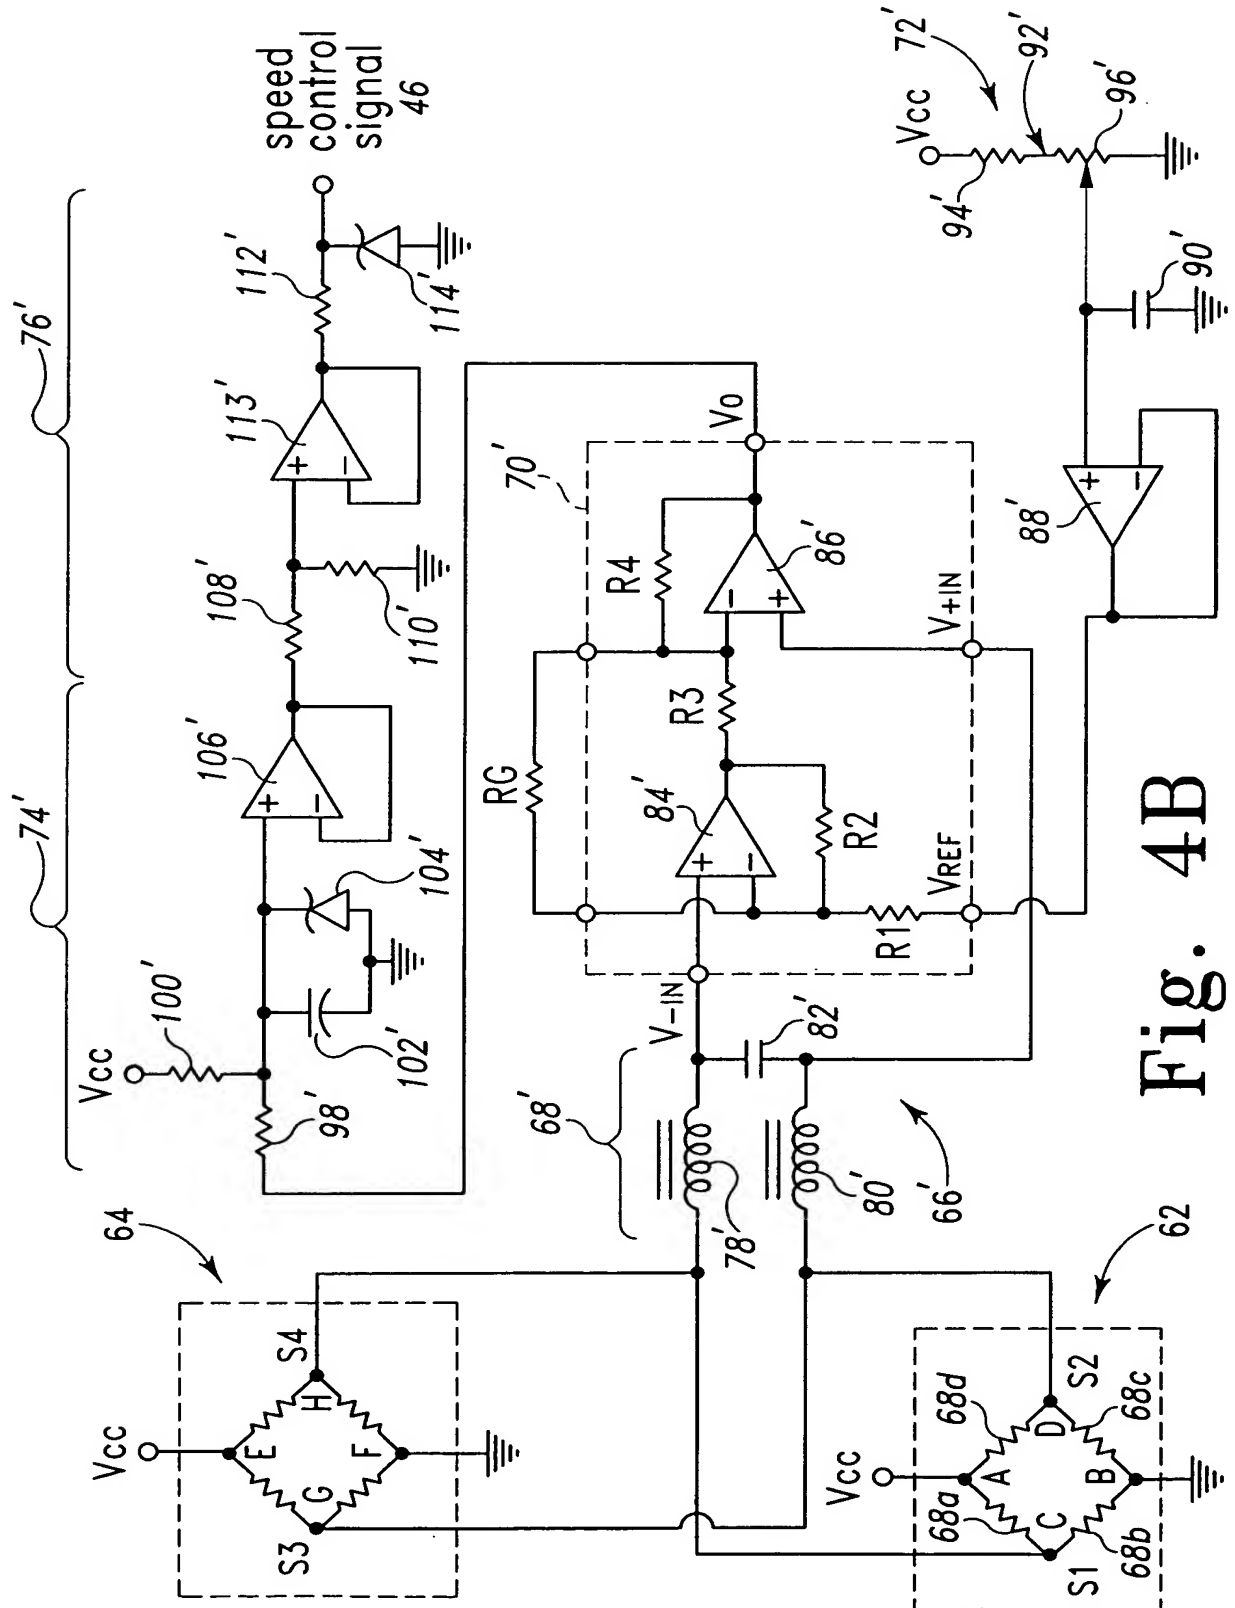 74'
76'
Vcc
100'
98'
102'
104'
106'
108'
110'
113'
112'
114'
speed
control
signal
46
+
−
+
−
64
Vcc
S3
S4
E
F
G
H
68'
78'
80'
82'
66'
V-IN
70'
RG
R1
R2
R3
R4
84'
86'
+
−
−
+
VREF
V+IN
VO
62
Vcc
S1
S2
A
B
C
D
68a
68b
68c
68d
88'
+
−
90'
Vcc
72'
92'
94'
96'
Fig. 4B